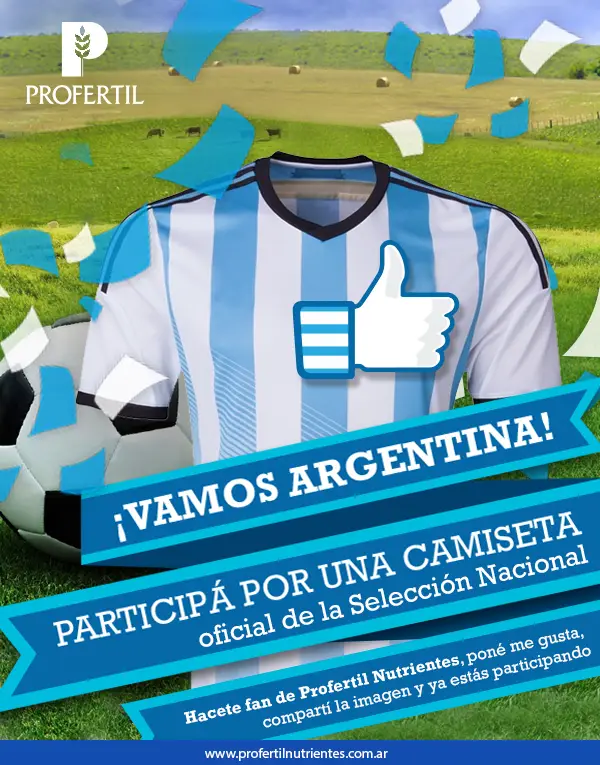 PROFERTIL
¡VAMOS ARGENTINA!
PARTICIPÁ POR UNA CAMISETA
oficial de la Selección Nacional
Hacete fan de Profertil Nutrientes, poné me gusta,
compartí la imagen y ya estás participando
www.profertilnutrientes.com.ar